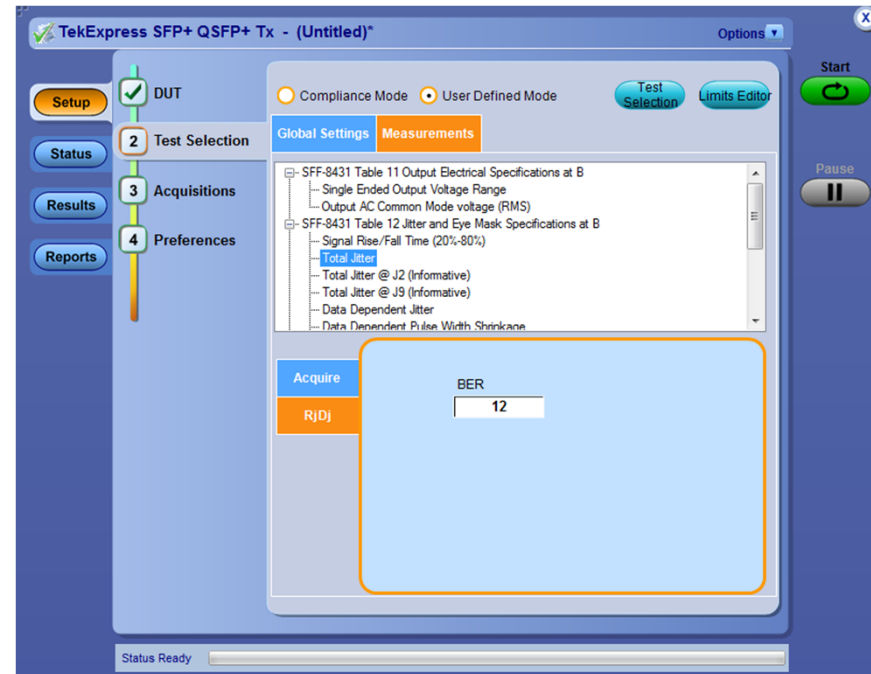 TekExpress SFP+ QSFP+ Tx - (Untitled)*
Options
X
Start
Pause
Setup
Status
Results
Reports
DUT
2 Test Selection
3 Acquisitions
4 Preferences
Compliance Mode
User Defined Mode
Test Selection
Limits Editor
Global Settings
Measurements
SFF-8431 Table 11 Output Electrical Specifications at B
Single Ended Output Voltage Range
Output AC Common Mode voltage (RMS)
SFF-8431 Table 12 Jitter and Eye Mask Specifications at B
Signal Rise/Fall Time (20%-80%)
Total Jitter
Total Jitter @ J2 (Informative)
Total Jitter @ J9 (Informative)
Data Dependent Jitter
Data Dependent Pulse Width Shrinkage
Acquire
RjDj
BER
12
Status Ready